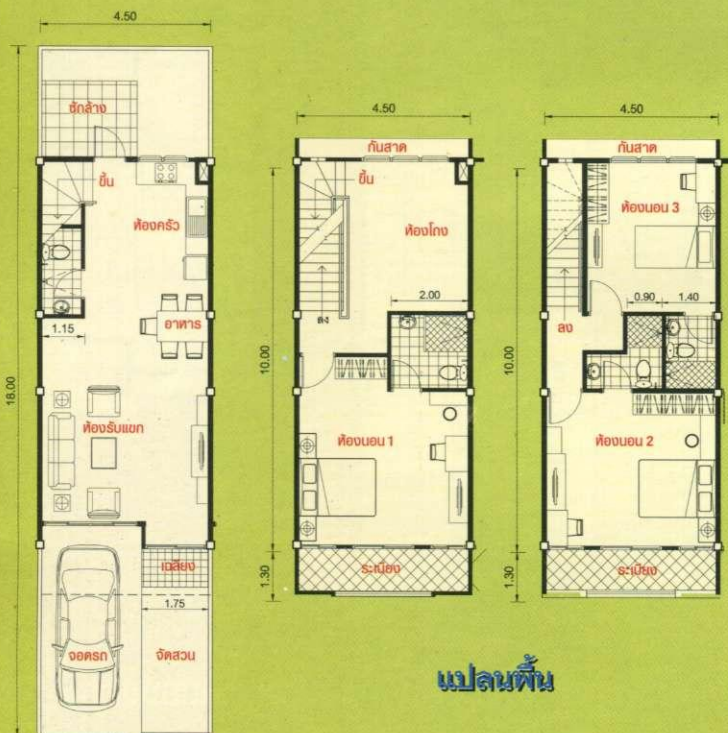 4.50
18.00
ซักล้าง
ขึ้น
ห้องครัว
อาหาร
1.15
ห้องรับแขก
เฉลียง
1.75
จอดรถ
จัดสวน
4.50
กันสาด
ขึ้น
ห้องโถง
2.00
ลง
10.00
ห้องนอน 1
ระเบียง
1.30
4.50
กันสาด
ห้องนอน 3
0.90
1.40
ลง
10.00
ห้องนอน 2
ระเบียง
1.30
แปลนพื้น